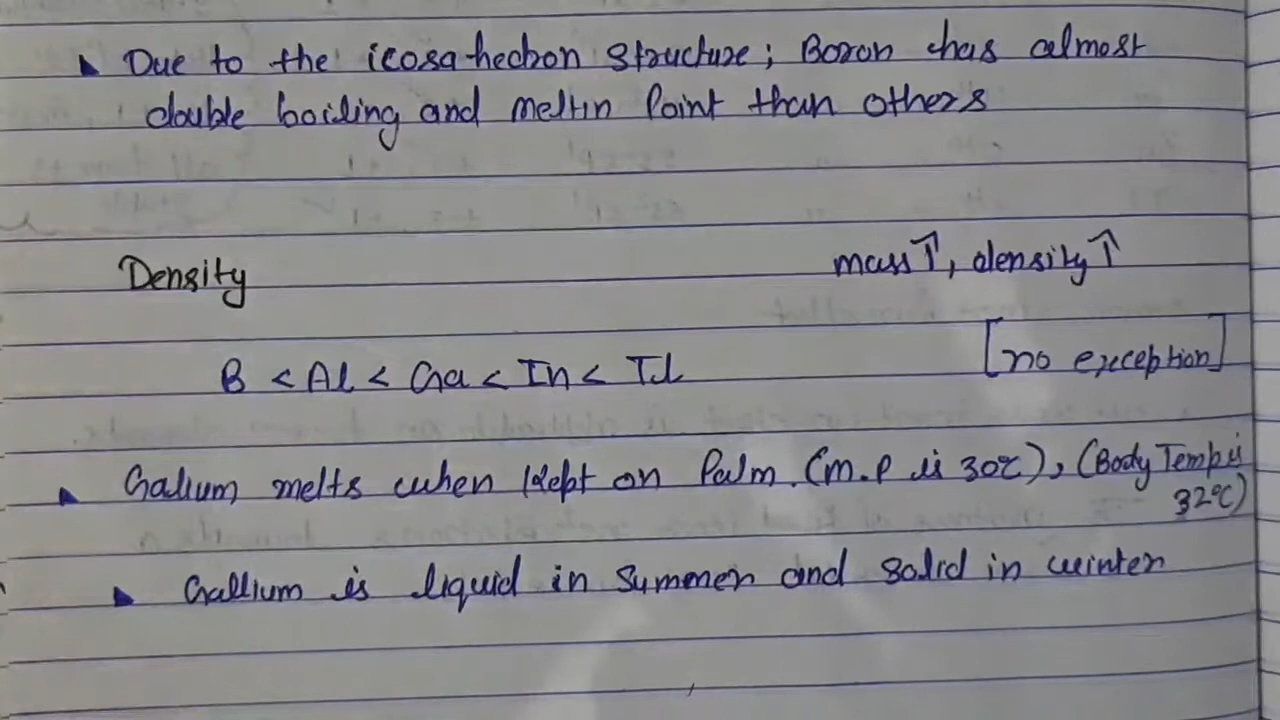 Due to the icosahedron structure; Boron has almost
double boiling and meltin Point than others
Density
mass↑, density↑
B < Al < Ga < In < Tl
[no exception]
Galium melts when kept on Palm. (m.p is 30°C), (Body Temp is
32°C)
Gallium is liquid in summer and solid in winter